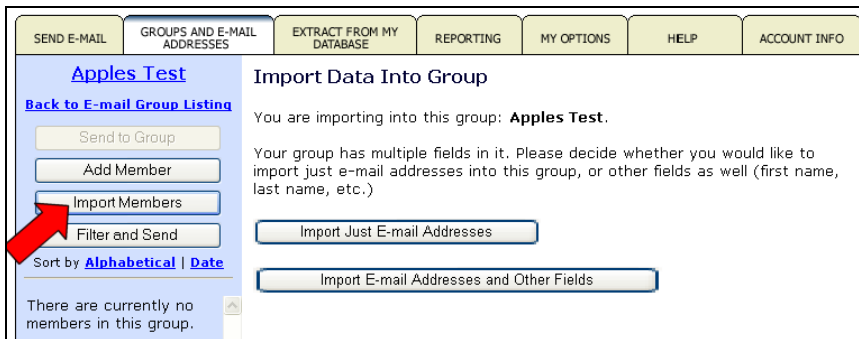 SEND E-MAIL
GROUPS AND E-MAIL
ADDRESSES
EXTRACT FROM MY
DATABASE
REPORTING
MY OPTIONS
HELP
ACCOUNT INFO
Apples Test
Back to E-mail Group Listing
Send to Group
Add Member
Import Members
Filter and Send
Sort by Alphabetical | Date
There are currently no
members in this group.
Import Data Into Group
You are importing into this group: Apples Test.
Your group has multiple fields in it. Please decide whether you would like to
import just e-mail addresses into this group, or other fields as well (first name,
last name, etc.)
Import Just E-mail Addresses
Import E-mail Addresses and Other Fields